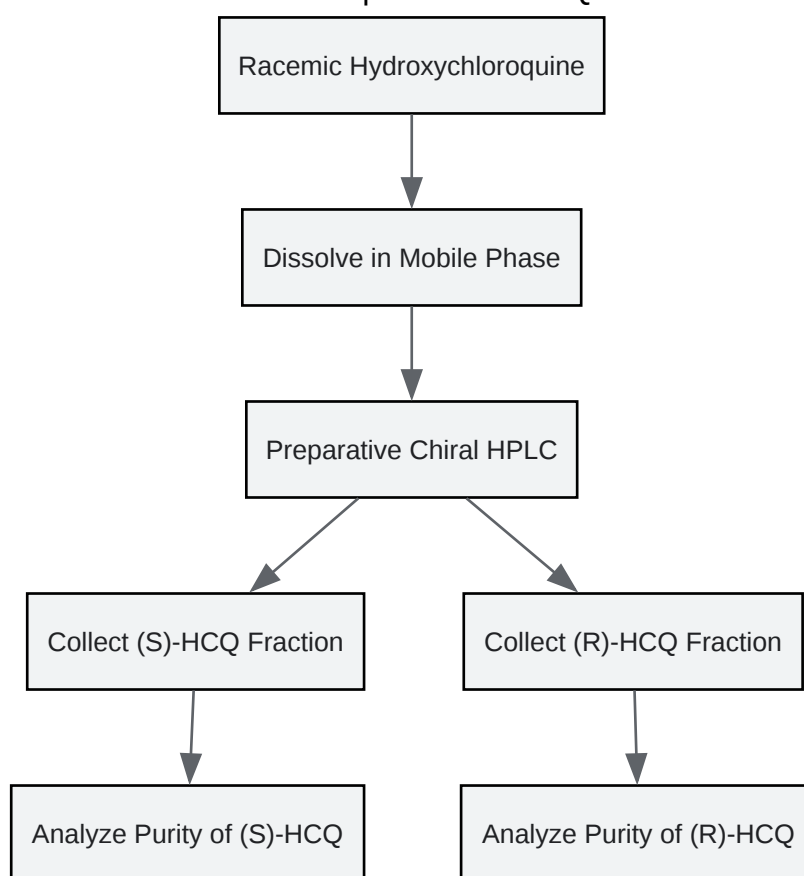 Racemic Hydroxychloroquine
Dissolve in Mobile Phase
Preparative Chiral HPLC
Collect (S)-HCQ Fraction
Collect (R)-HCQ Fraction
Analyze Purity of (S)-HCQ
Analyze Purity of (R)-HCQ